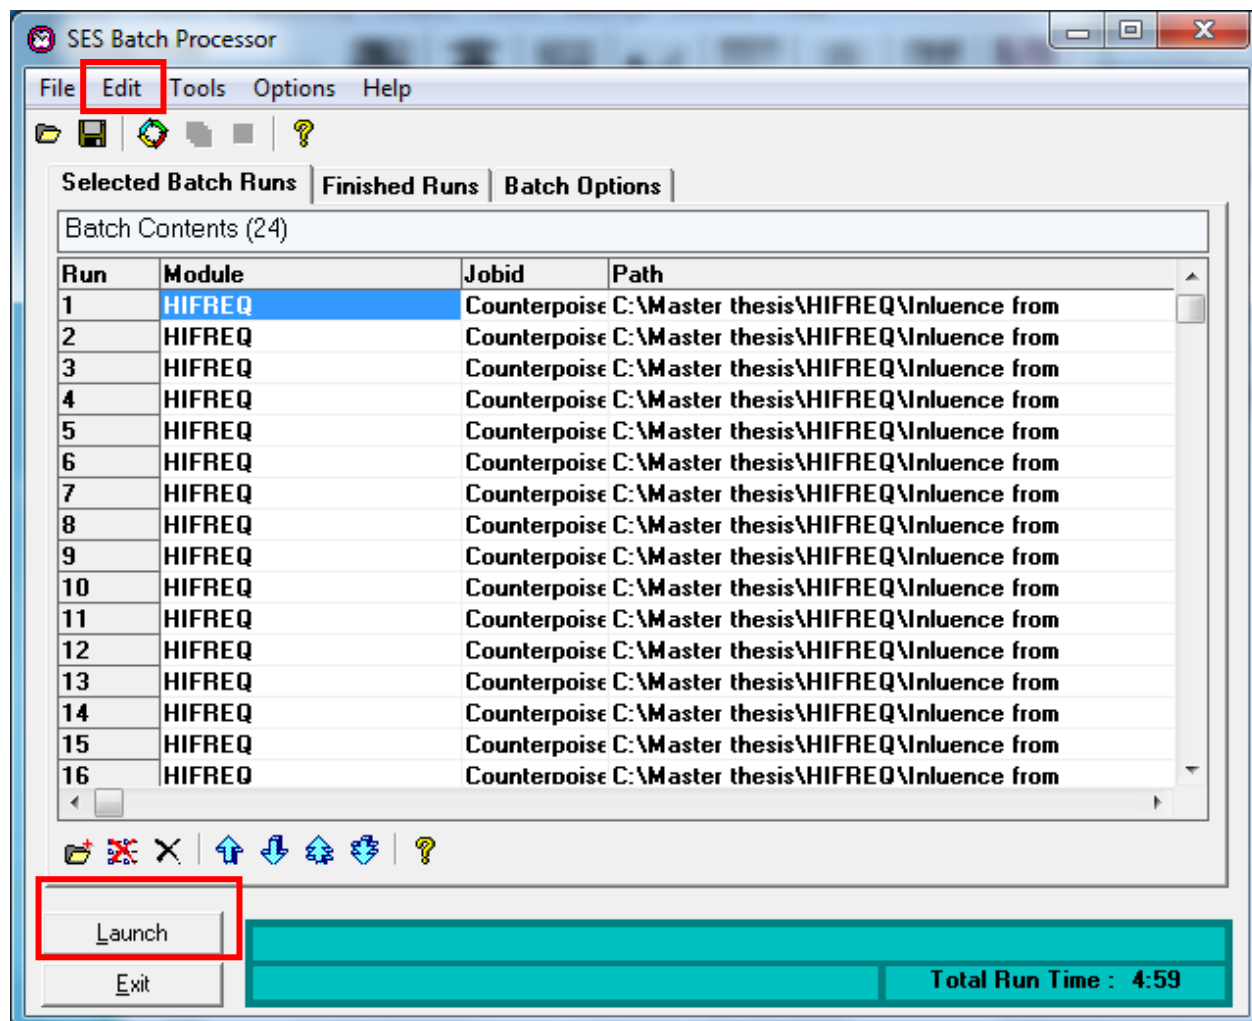 SES Batch Processor
File Edit Tools Options Help
Selected Batch Runs Finished Runs Batch Options
Batch Contents (24)
Run Module Jobid Path
1 HIFREQ Counterpoise C:\Master thesis\HIFREQ\Inluence from
2 HIFREQ Counterpoise C:\Master thesis\HIFREQ\Inluence from
3 HIFREQ Counterpoise C:\Master thesis\HIFREQ\Inluence from
4 HIFREQ Counterpoise C:\Master thesis\HIFREQ\Inluence from
5 HIFREQ Counterpoise C:\Master thesis\HIFREQ\Inluence from
6 HIFREQ Counterpoise C:\Master thesis\HIFREQ\Inluence from
7 HIFREQ Counterpoise C:\Master thesis\HIFREQ\Inluence from
8 HIFREQ Counterpoise C:\Master thesis\HIFREQ\Inluence from
9 HIFREQ Counterpoise C:\Master thesis\HIFREQ\Inluence from
10 HIFREQ Counterpoise C:\Master thesis\HIFREQ\Inluence from
11 HIFREQ Counterpoise C:\Master thesis\HIFREQ\Inluence from
12 HIFREQ Counterpoise C:\Master thesis\HIFREQ\Inluence from
13 HIFREQ Counterpoise C:\Master thesis\HIFREQ\Inluence from
14 HIFREQ Counterpoise C:\Master thesis\HIFREQ\Inluence from
15 HIFREQ Counterpoise C:\Master thesis\HIFREQ\Inluence from
16 HIFREQ Counterpoise C:\Master thesis\HIFREQ\Inluence from
Launch
Exit
Total Run Time : 4:59